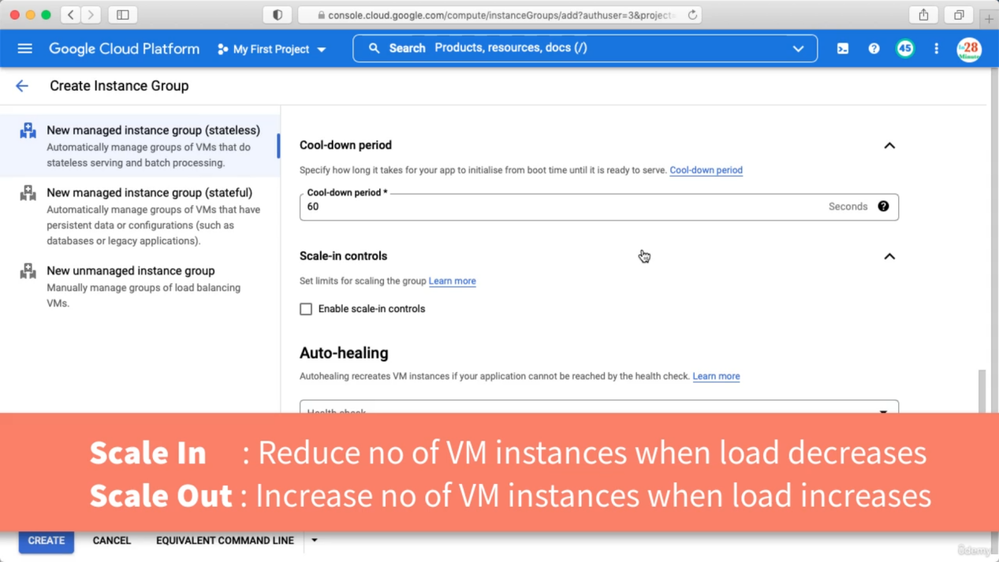 console.cloud.google.com/compute/instanceGroups/add?authuser=3&project=
Google Cloud Platform
My First Project
Search Products, resources, docs (/)
45
in28
Minutes
Create Instance Group
New managed instance group (stateless)
Automatically manage groups of VMs that do
stateless serving and batch processing.
New managed instance group (stateful)
Automatically manage groups of VMs that have
persistent data or configurations (such as
databases or legacy applications).
New unmanaged instance group
Manually manage groups of load balancing
VMs.
Cool-down period
Specify how long it takes for your app to initialise from boot time until it is ready to serve. Cool-down period
Cool-down period *
60
Seconds
Scale-in controls
Set limits for scaling the group Learn more
Enable scale-in controls
Auto-healing
Autohealing recreates VM instances if your application cannot be reached by the health check. Learn more
Health check
Scale In : Reduce no of VM instances when load decreases
Scale Out : Increase no of VM instances when load increases
CREATE
CANCEL
EQUIVALENT COMMAND LINE
ûdemy